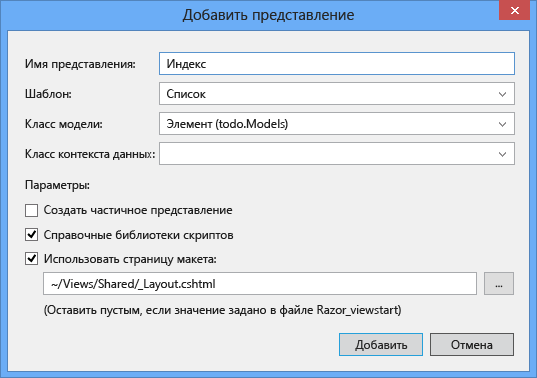 Добавить представление
Имя представления: Индекс
Шаблон: Список
Класс модели: Элемент (todo.Models)
Класс контекста данных:
Параметры:
Создать частичное представление
Справочные библиотеки скриптов
Использовать страницу макета:
~/Views/Shared/_Layout.cshtml ...
(Оставить пустым, если значение задано в файле Razor_viewstart)
Добавить Отмена